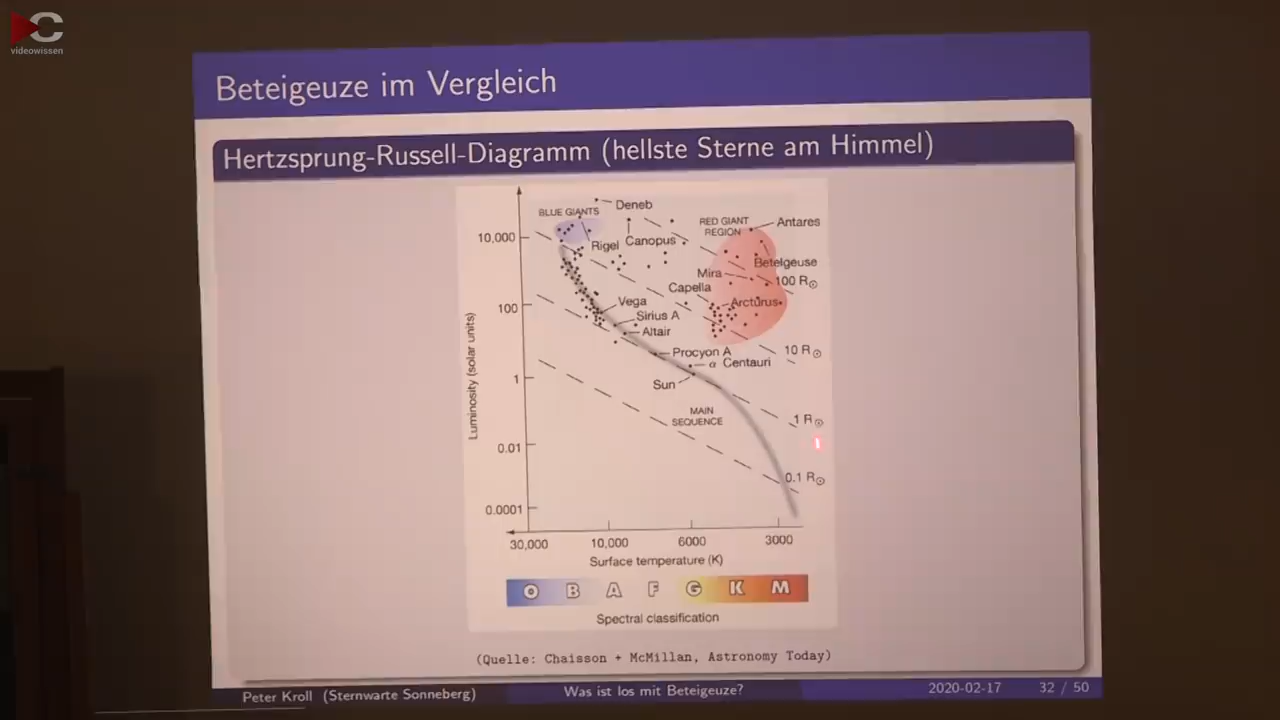 videowissen
Beteigeuze im Vergleich
Hertzsprung-Russell-Diagramm (hellste Sterne am Himmel)
Deneb
BLUE GIANTS
RED GIANT
REGION
Antares
10,000
Rigel
Canopus
Betelgeuse
Mira
100 R☉
Capella
100
Vega
Arcturus
Sirius A
Altair
Procyon A
10 R☉
α Centauri
1
Sun
Luminosity (solar units)
MAIN
SEQUENCE
1 R☉
0.01
0.1 R☉
0.0001
30,000 10,000 6000 3000
Surface temperature (K)
O B A F G K M
Spectral classification
(Quelle: Chaisson + McMillan, Astronomy Today)
Peter Kroll (Sternwarte Sonneberg) Was ist los mit Beteigeuze? 2020-02-17 32 / 50